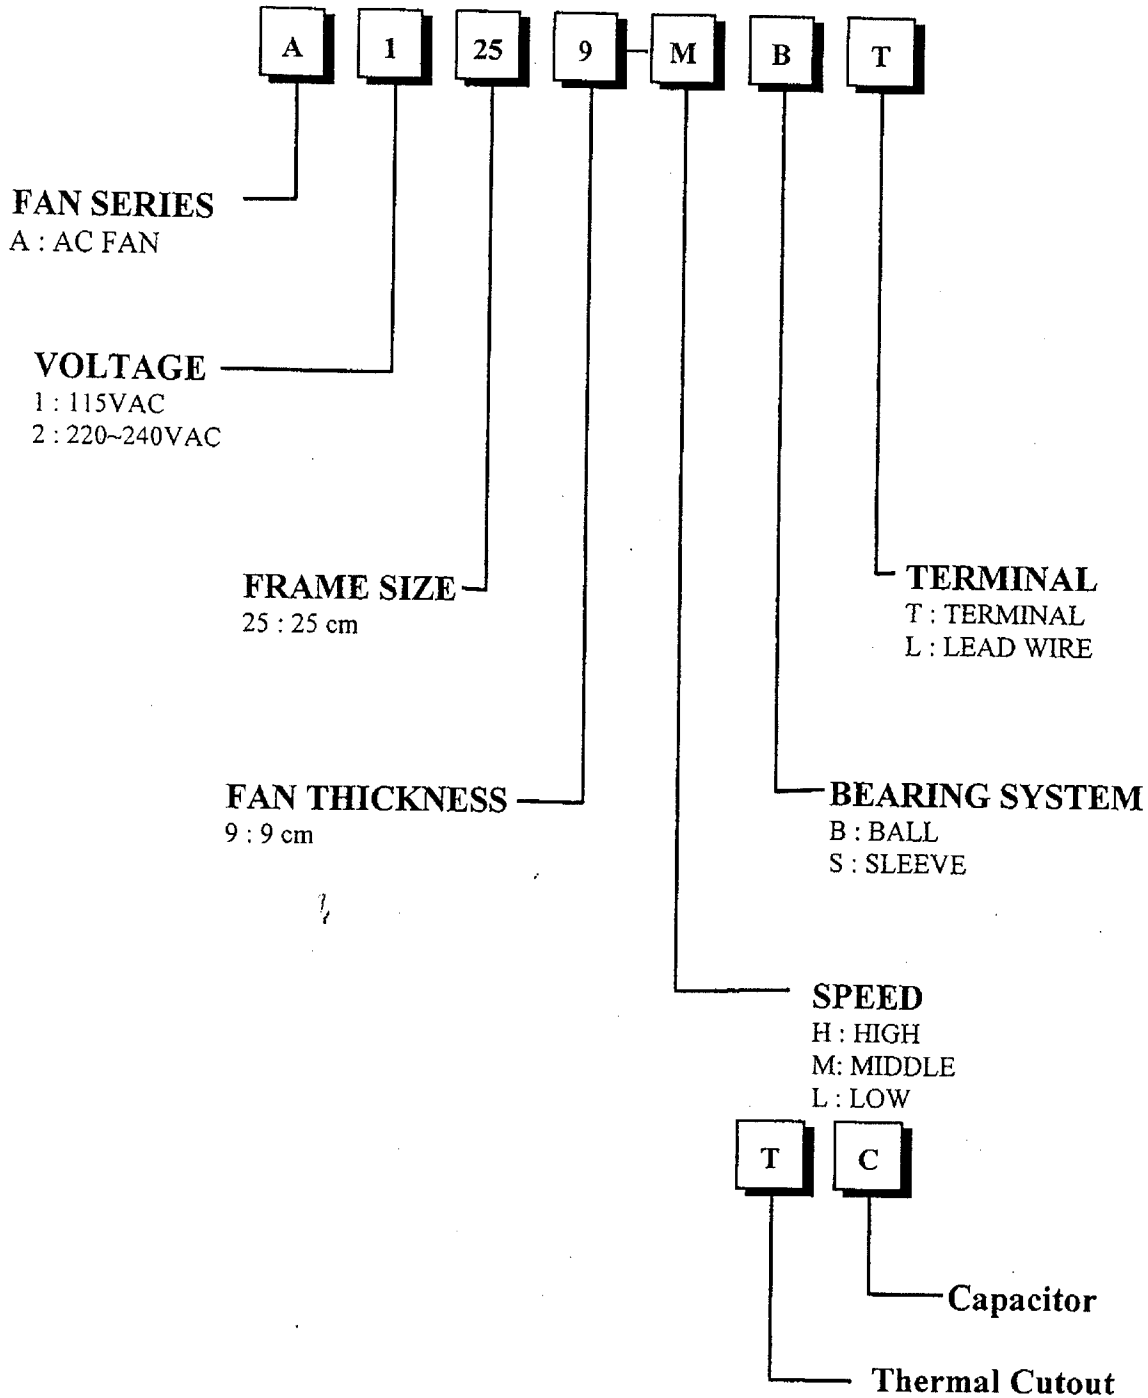 A 1 25 9 - M B T
FAN SERIES
A : AC FAN
VOLTAGE
1 : 115VAC
2 : 220~240VAC
FRAME SIZE
25 : 25 cm
TERMINAL
T : TERMINAL
L : LEAD WIRE
FAN THICKNESS
9 : 9 cm
BEARING SYSTEM
B : BALL
S : SLEEVE
SPEED
H : HIGH
M: MIDDLE
L : LOW
T C
Capacitor
Thermal Cutout